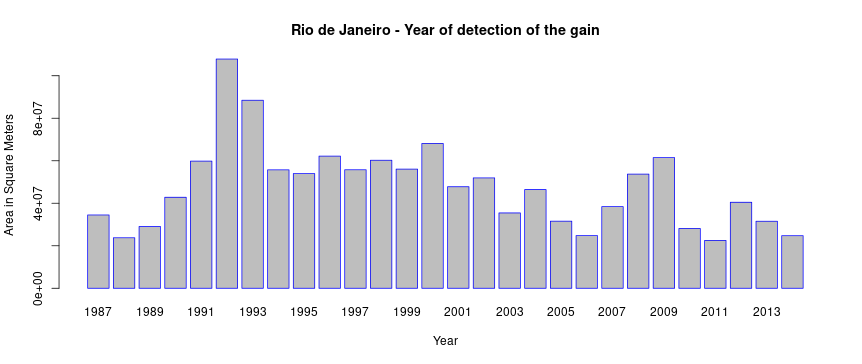 Rio de Janeiro - Year of detection of the gain
Area in Square Meters
8e+07
4e+07
0e+00
1987 1989 1991 1993 1995 1997 1999 2001 2003 2005 2007 2009 2011 2013
Year